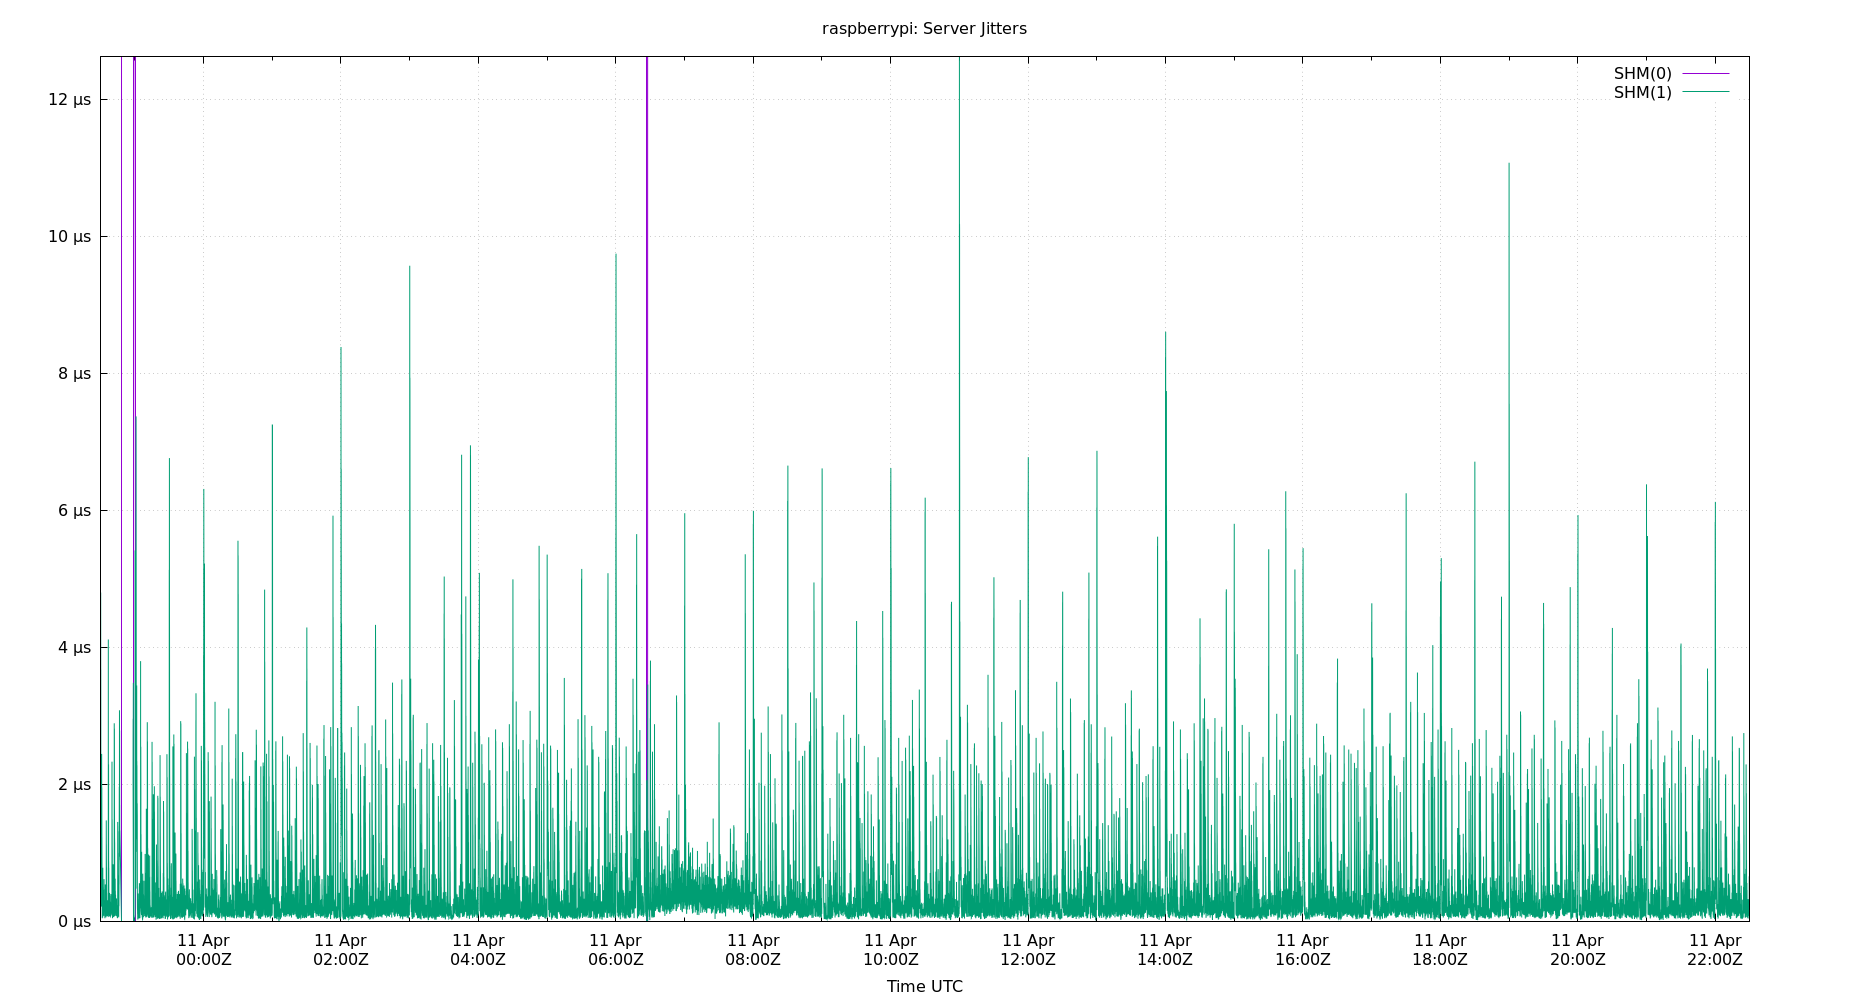 raspberrypi: Server Jitters
SHM(0)
SHM(1)
12 µs
10 µs
8 µs
6 µs
4 µs
2 µs
0 µs
11 Apr 11 Apr 11 Apr 11 Apr 11 Apr 11 Apr 11 Apr 11 Apr 11 Apr 11 Apr 11 Apr 11 Apr
00:00Z 02:00Z 04:00Z 06:00Z 08:00Z 10:00Z 12:00Z 14:00Z 16:00Z 18:00Z 20:00Z 22:00Z
Time UTC